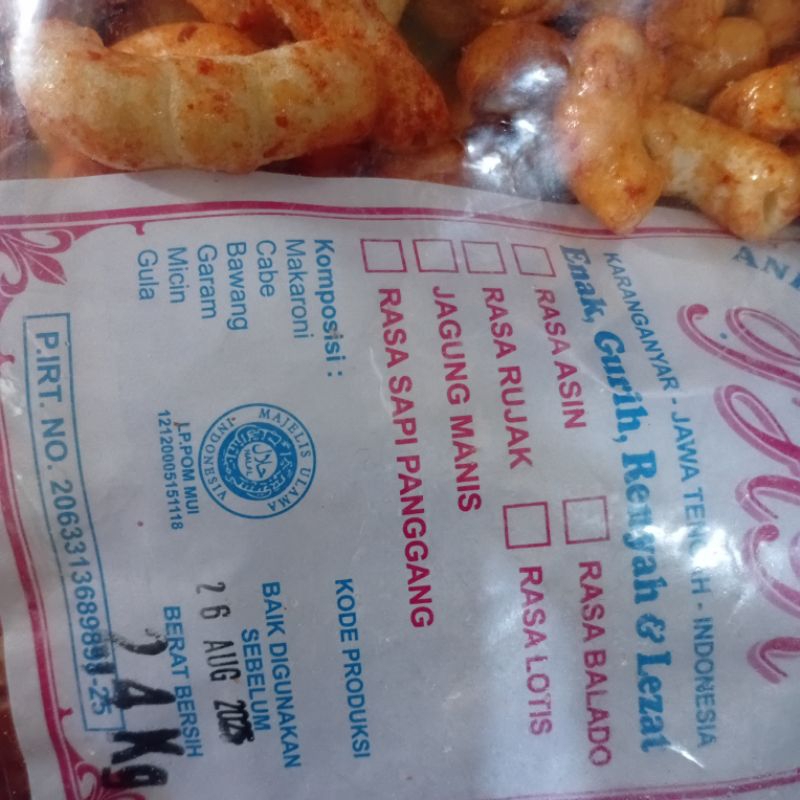 KARANGANYAR - JAWA TENGAH - INDONESIA
Enak, Gurih, Renyah & Lezat
RASA ASIN
RASA BALADO
RASA RUJAK
RASA LOTIS
JAGUNG MANIS
RASA SAPI PANGGANG
Komposisi :
Makaroni
Cabe
Bawang
Garam
Micin
Gula
MAJELIS ULAMA
INDONESIA
حلال
HALAL
LP.POM MUI
KODE PRODUKSI
BAIK DIGUNAKAN
SEBELUM
26 AUG
BERAT BERSIH
P.IRT. NO.